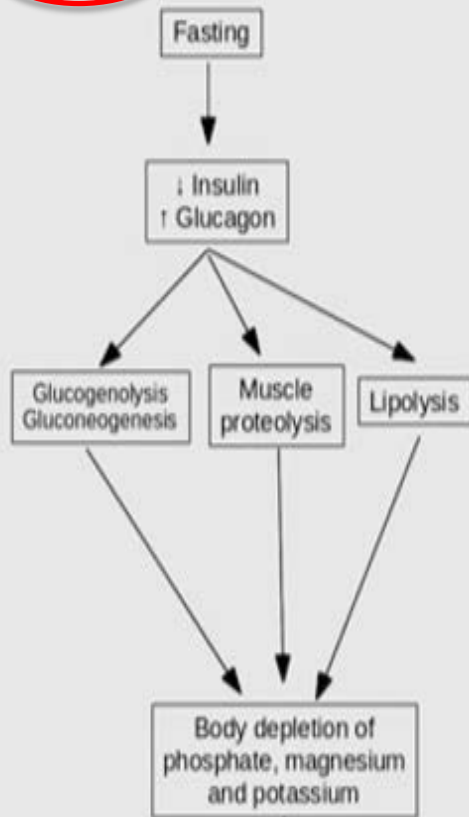 Fasting
↓ Insulin
↑ Glucagon
Glucogenolysis
Gluconeogenesis
Muscle
proteolysis
Lipolysis
Body depletion of
phosphate, magnesium
and potassium